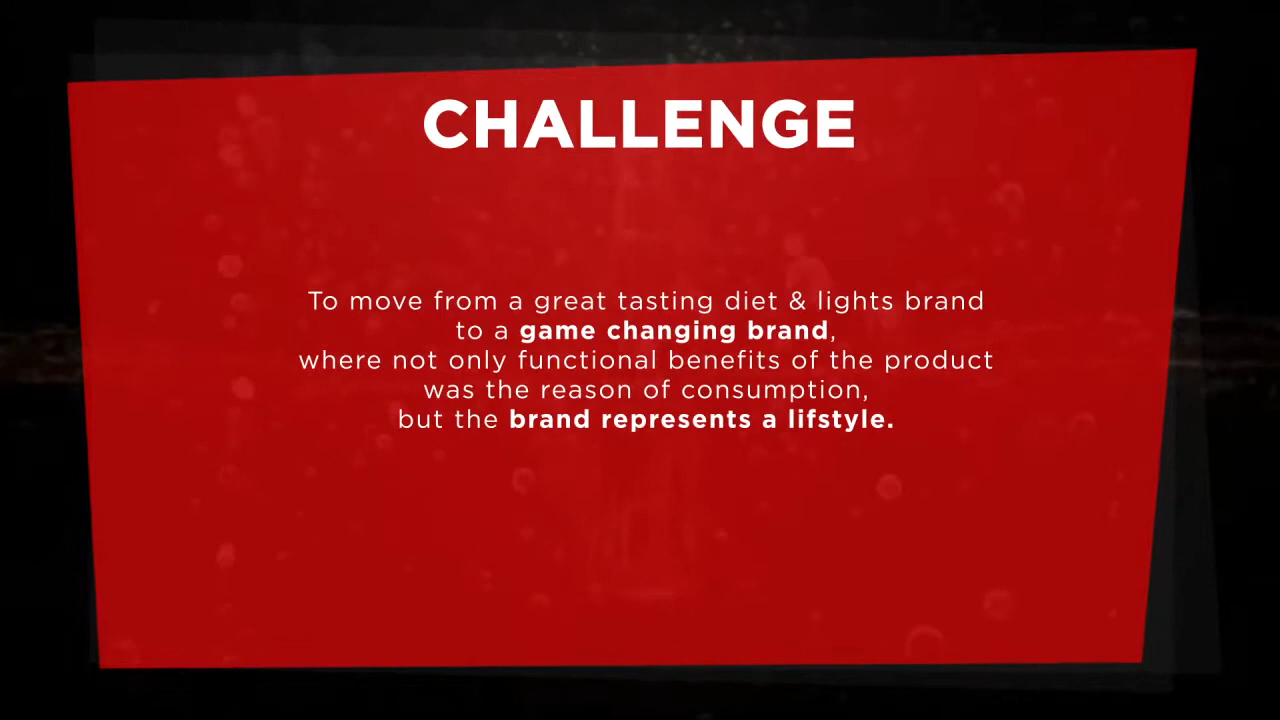 CHALLENGE
To move from a great tasting diet & lights brand
to a game changing brand,
where not only functional benefits of the product
was the reason of consumption,
but the brand represents a lifstyle.